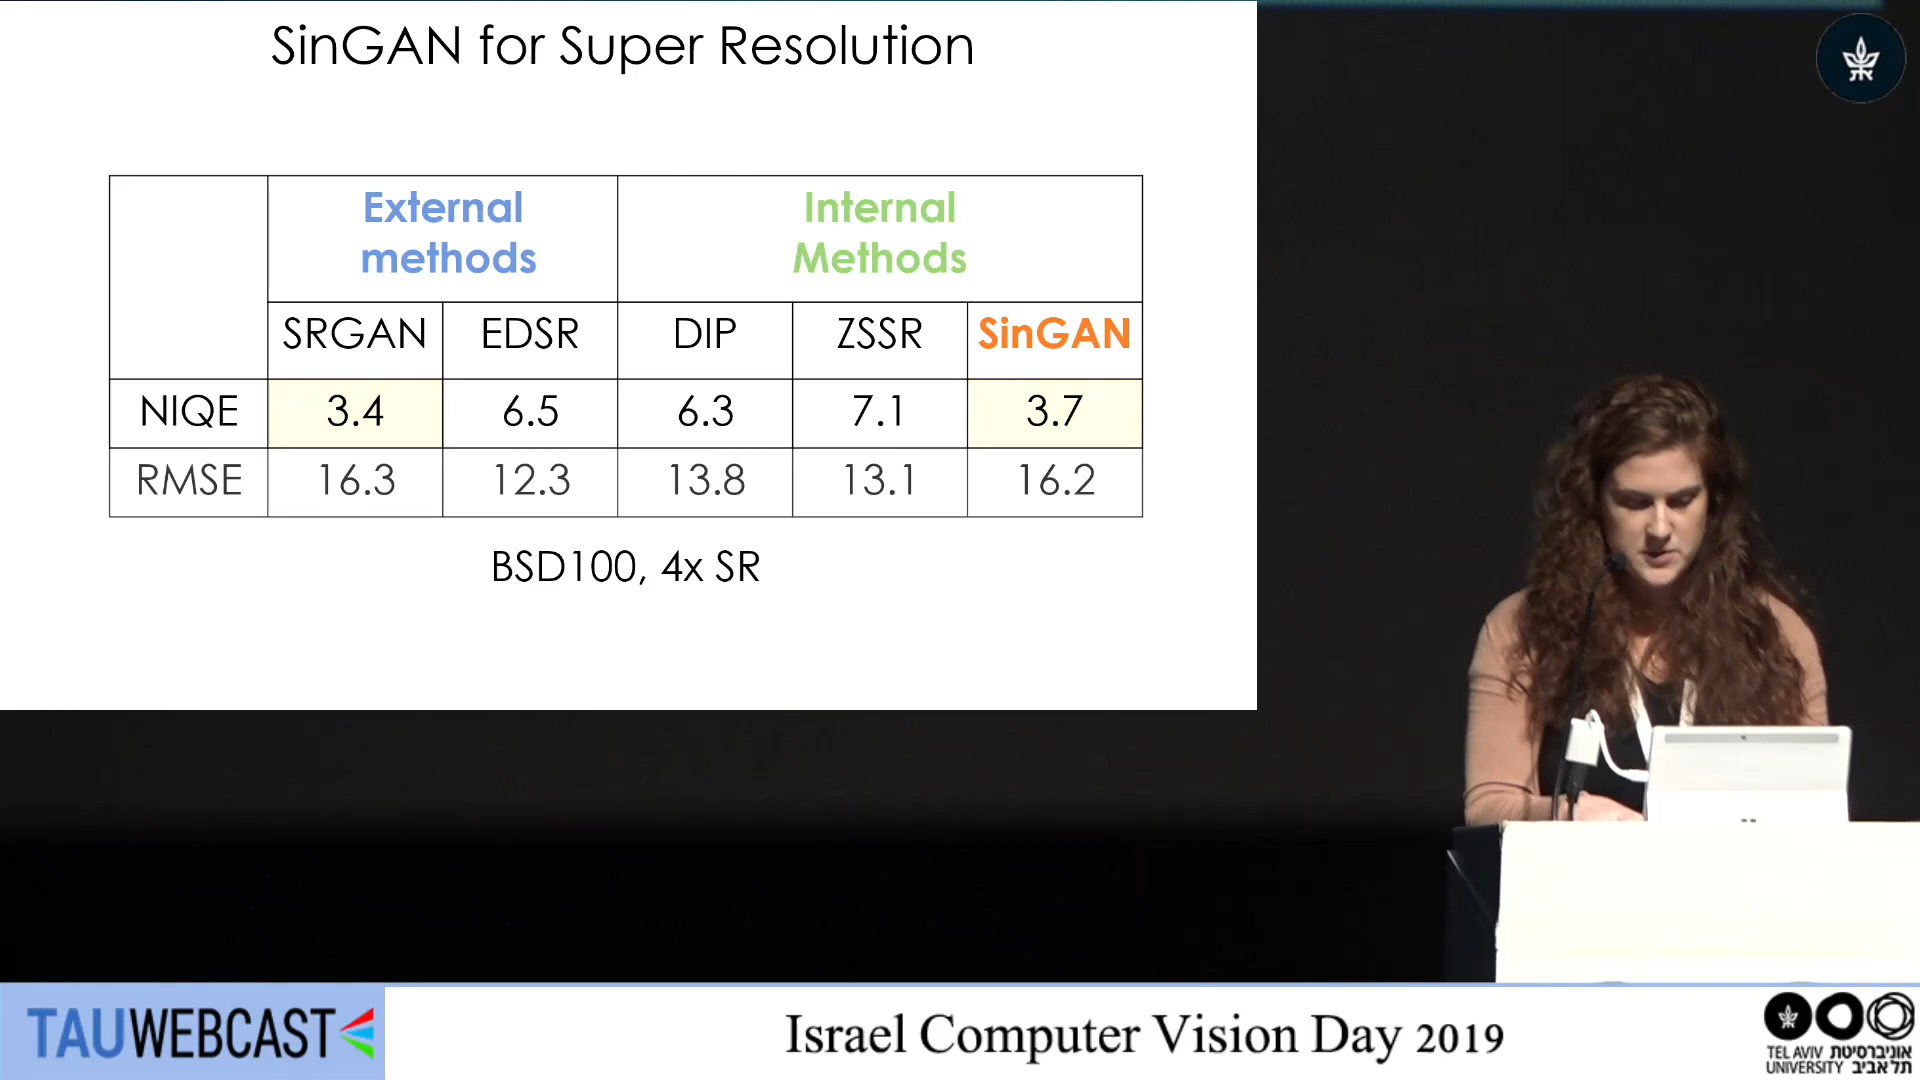 SinGAN for Super Resolution
External
methods
Internal
Methods
SRGAN EDSR DIP ZSSR SinGAN
NIQE 3.4 6.5 6.3 7.1 3.7
RMSE 16.3 12.3 13.8 13.1 16.2
BSD100, 4x SR
TAUWEBCAST
Israel Computer Vision Day 2019
TEL AVIV אוניברסיטת
UNIVERSITY תל אביב